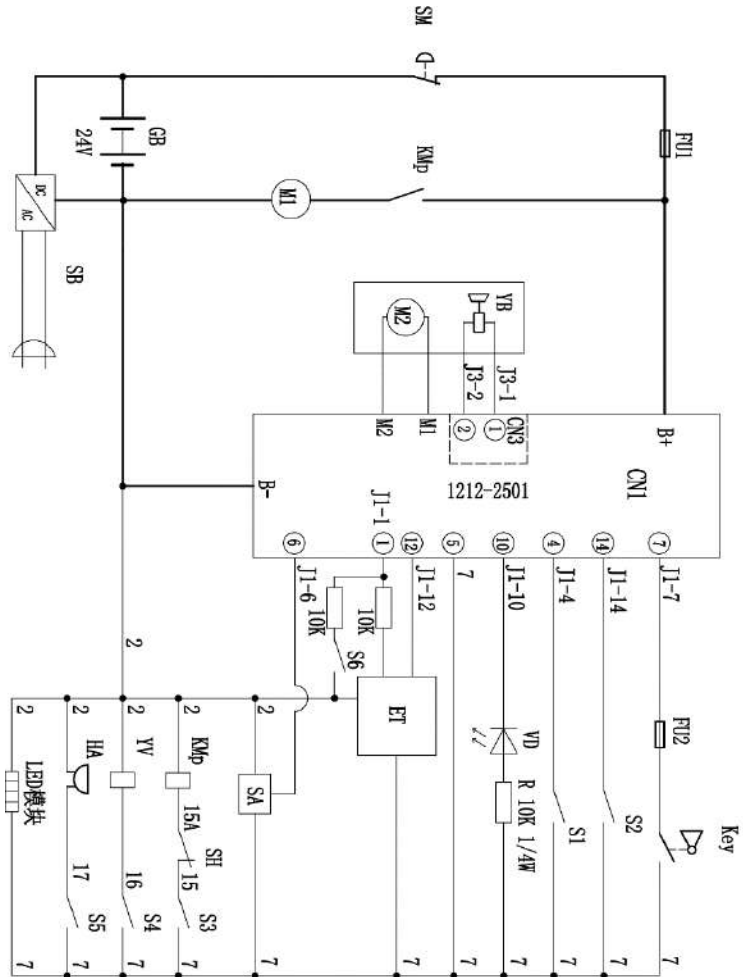 Key
FU1
B+
7
J1-7
FU2
7
CN1
14
J1-14
S2
7
4
J1-4
S1
7
YB
J3-1
J3-2
1
CN3
2
1212-2501
10
J1-10
VD
R 10K 1/4W
7
5
7
7
SM
KMp
M2
M1
M2
12
J1-12
J1-1
1
10K
10K
S6
ET
7
M1
B-
6
J1-6
2
SA
7
2
KMp
15A
SH
15
S3
7
GB
24V
2
2
YV
16
S4
7
SB
2
HA
17
S5
7
DC
AC
2
LED模块
7